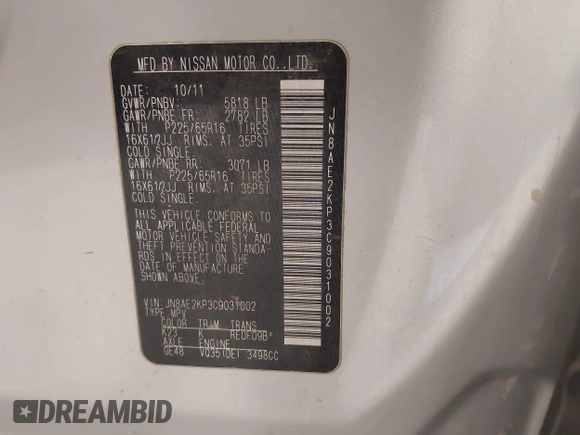 MFD BY NISSAN MOTOR CO.,LTD.
DATE: 10/11
GVWR/PNBV: 5818 LB
GAWR/PNBE FR: 2782 LB
WITH P225/65R16 TIRES
16X61/2JJ RIMS. AT 35PSI
COLD SINGLE.
GAWR/PNBE RR: 3071 LB
WITH P225/65R16 TIRES
16X61/2JJ RIMS. AT 35PSI
COLD SINGLE.
THIS VEHICLE CONFORMS TO
ALL APPLICABLE FEDERAL
MOTOR VEHICLE SAFETY AND
THEFT PREVENTION STANDA-
RDS IN EFFECT ON THE
DATE OF MANUFACTURE
SHOWN ABOVE.
VIN: JN8AE2KP3C9031002
TYPE: MPV
COLOR TRIM TRANS
K23 K RE0F09B
AXLE ENGINE
GE48 VQ35(DE) 3498CC
JN8AE2KP3C9031002
DREAMBID